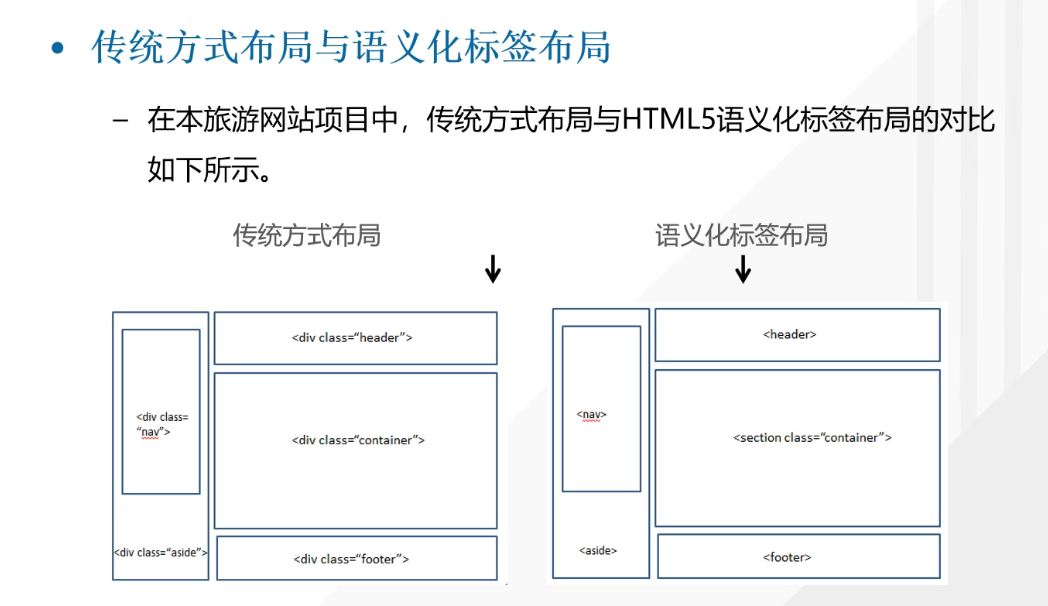 • 传统方式布局与语义化标签布局
– 在本旅游网站项目中，传统方式布局与HTML5语义化标签布局的对比
如下所示。
传统方式布局
语义化标签布局
<div class="header">
<div class=
"nav">
<div class="container">
<div class="aside">
<div class="footer">
<header>
<nav>
<section class="container">
<aside>
<footer>